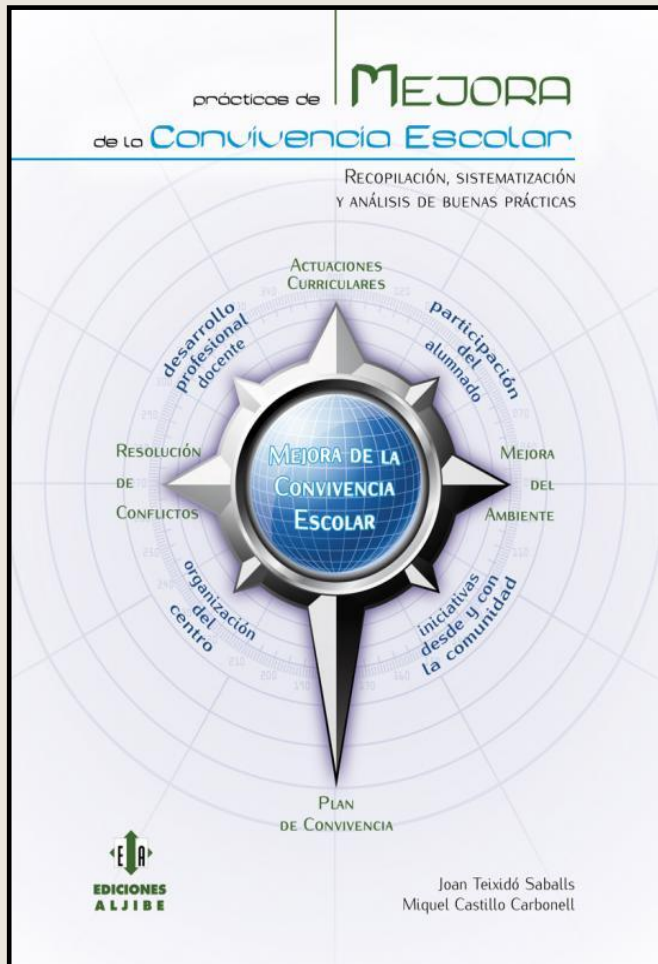 prácticas de MEJORA
de la Convivencia Escolar
RECOPILACIÓN, SISTEMATIZACIÓN
Y ANÁLISIS DE BUENAS PRÁCTICAS
ACTUACIONES
CURRICULARES
desarrollo
profesional
docente
participación
del
alumnado
RESOLUCIÓN
DE
CONFLICTOS
MEJORA DE LA
CONVIVENCIA
ESCOLAR
MEJORA
DEL
AMBIENTE
organización
del
centro
iniciativas
desde y con
la comunidad
PLAN
DE CONVIVENCIA
E A
EDICIONES
ALJIBE
Joan Teixidó Saballs
Miquel Castillo Carbonell